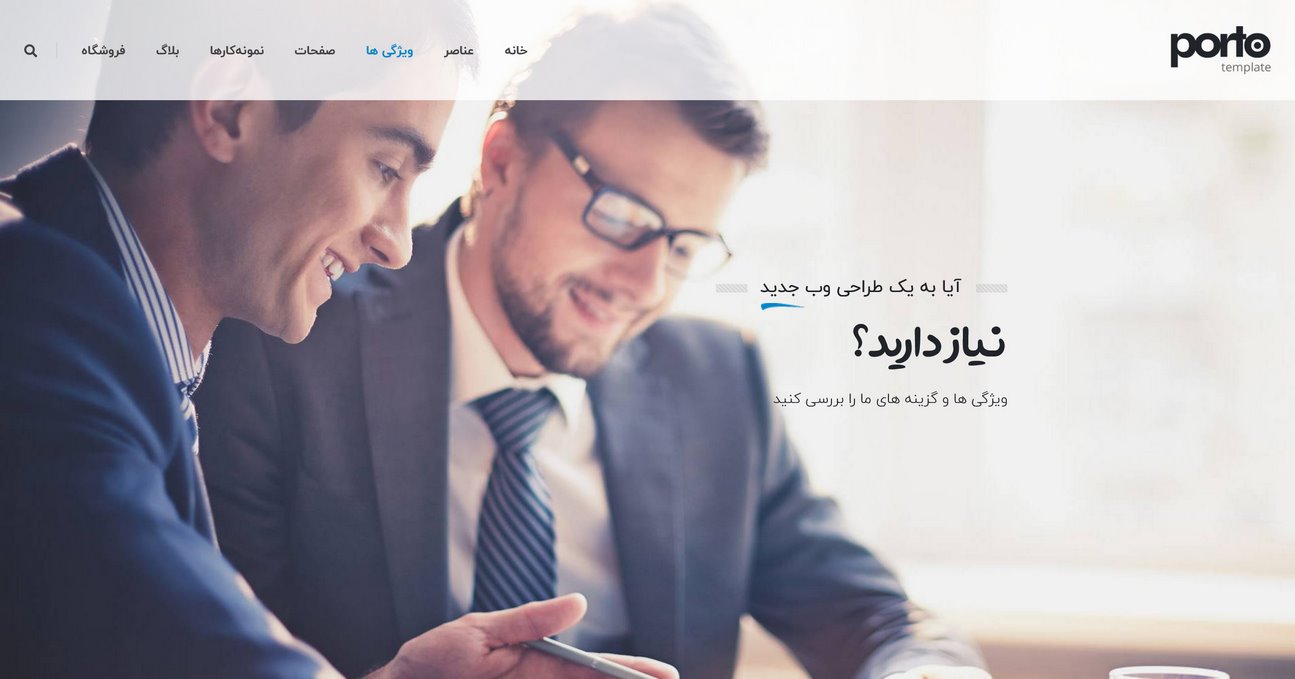 porto
template
خانه
عناصر
ویژگی ها
صفحات
نمونه‌کارها
بلاگ
فروشگاه
آیا به یک طراحی وب جدید
نیاز دارید؟
ویژگی ها و گزینه های ما را بررسی کنید